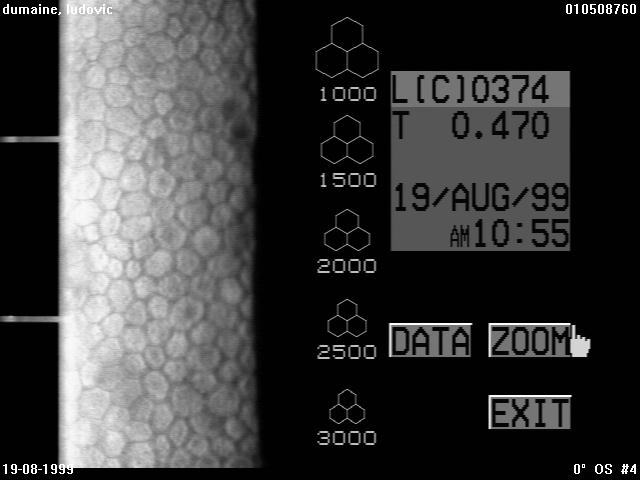 dumaine, ludovic
010508760
1000
1500
2000
2500
3000
L[C]0374
T 0.470
19/AUG/99
AM10:55
DATA ZOOM
EXIT
19-08-1999
0° OS #4